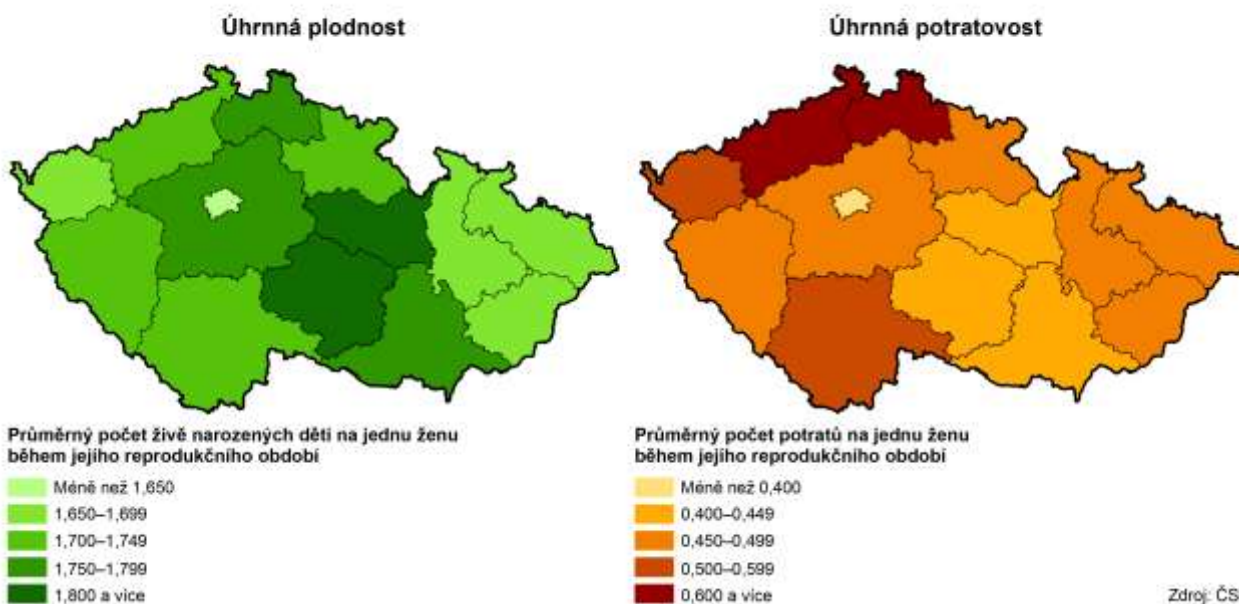 Úhrnná plodnost
Průměrný počet živě narozených dětí na jednu ženu
během jejího reprodukčního období
Méně než 1,650
1,650–1,699
1,700–1,749
1,750–1,799
1,800 a více
Úhrnná potratovost
Průměrný počet potratů na jednu ženu
během jejího reprodukčního období
Méně než 0,400
0,400–0,449
0,450–0,499
0,500–0,599
0,600 a více
Zdroj: ČS